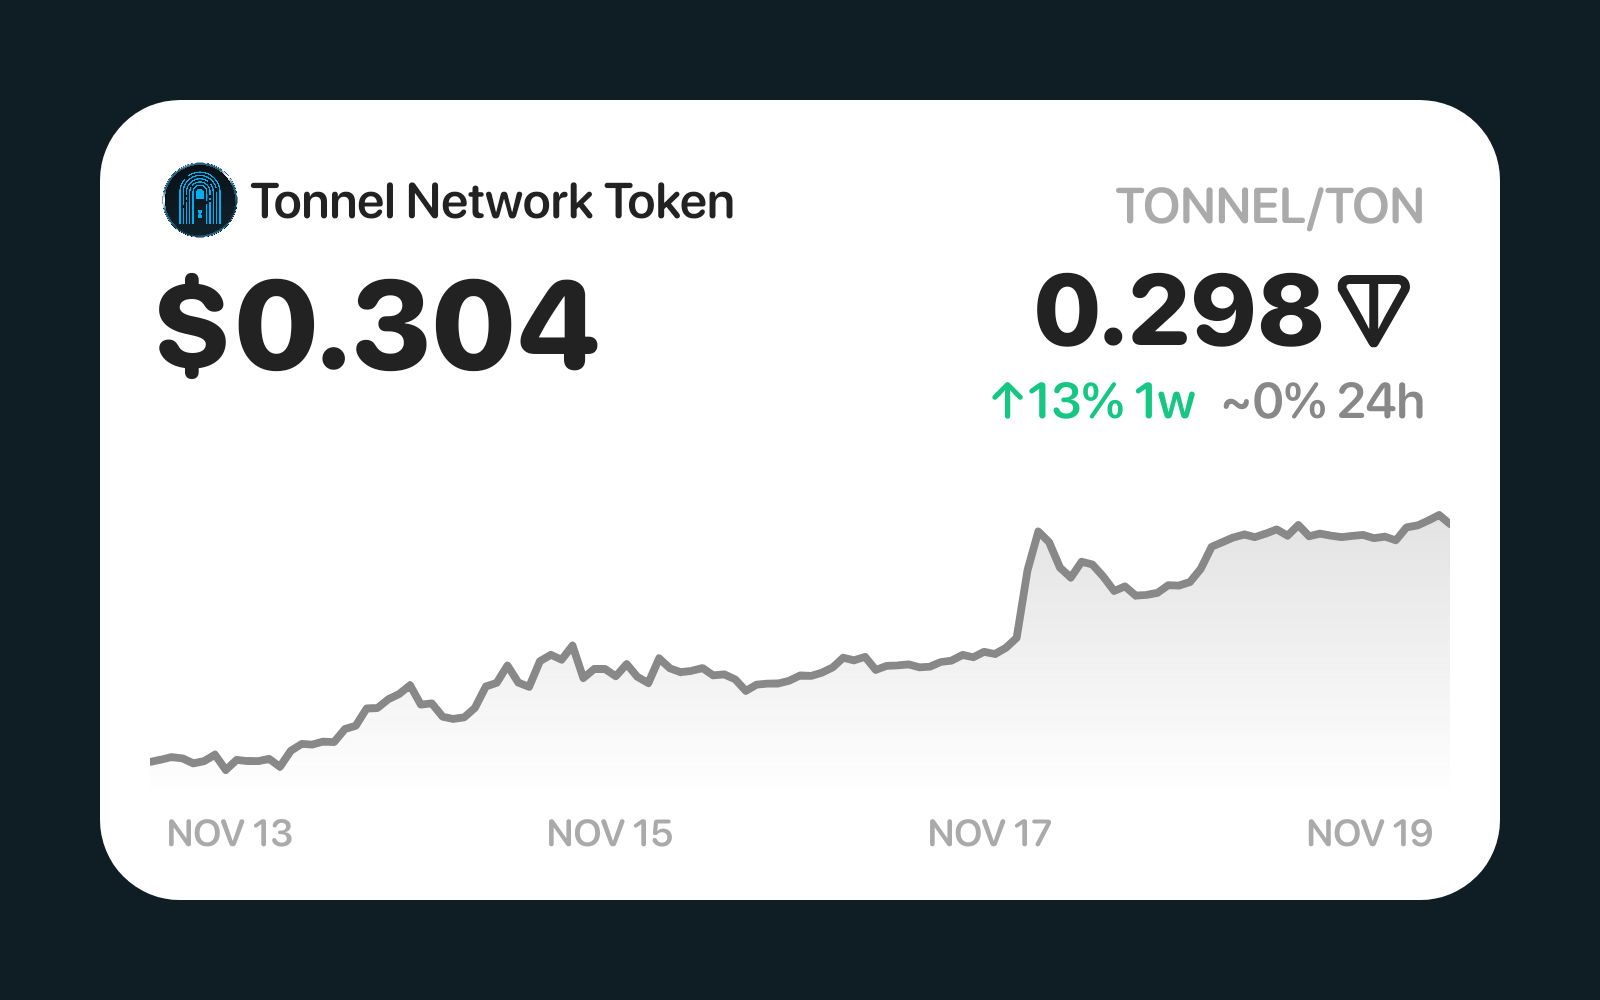 Tonnel Network Token
TONNEL/TON
$0.304
0.298
↑13% 1w ~0% 24h
NOV 13 NOV 15 NOV 17 NOV 19